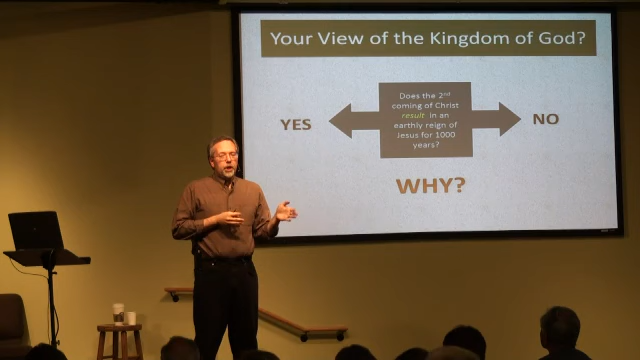 Your View of the Kingdom of God?
Does the 2nd
coming of Christ
result in an
earthly reign of
Jesus for 1000
years?
YES
NO
WHY?